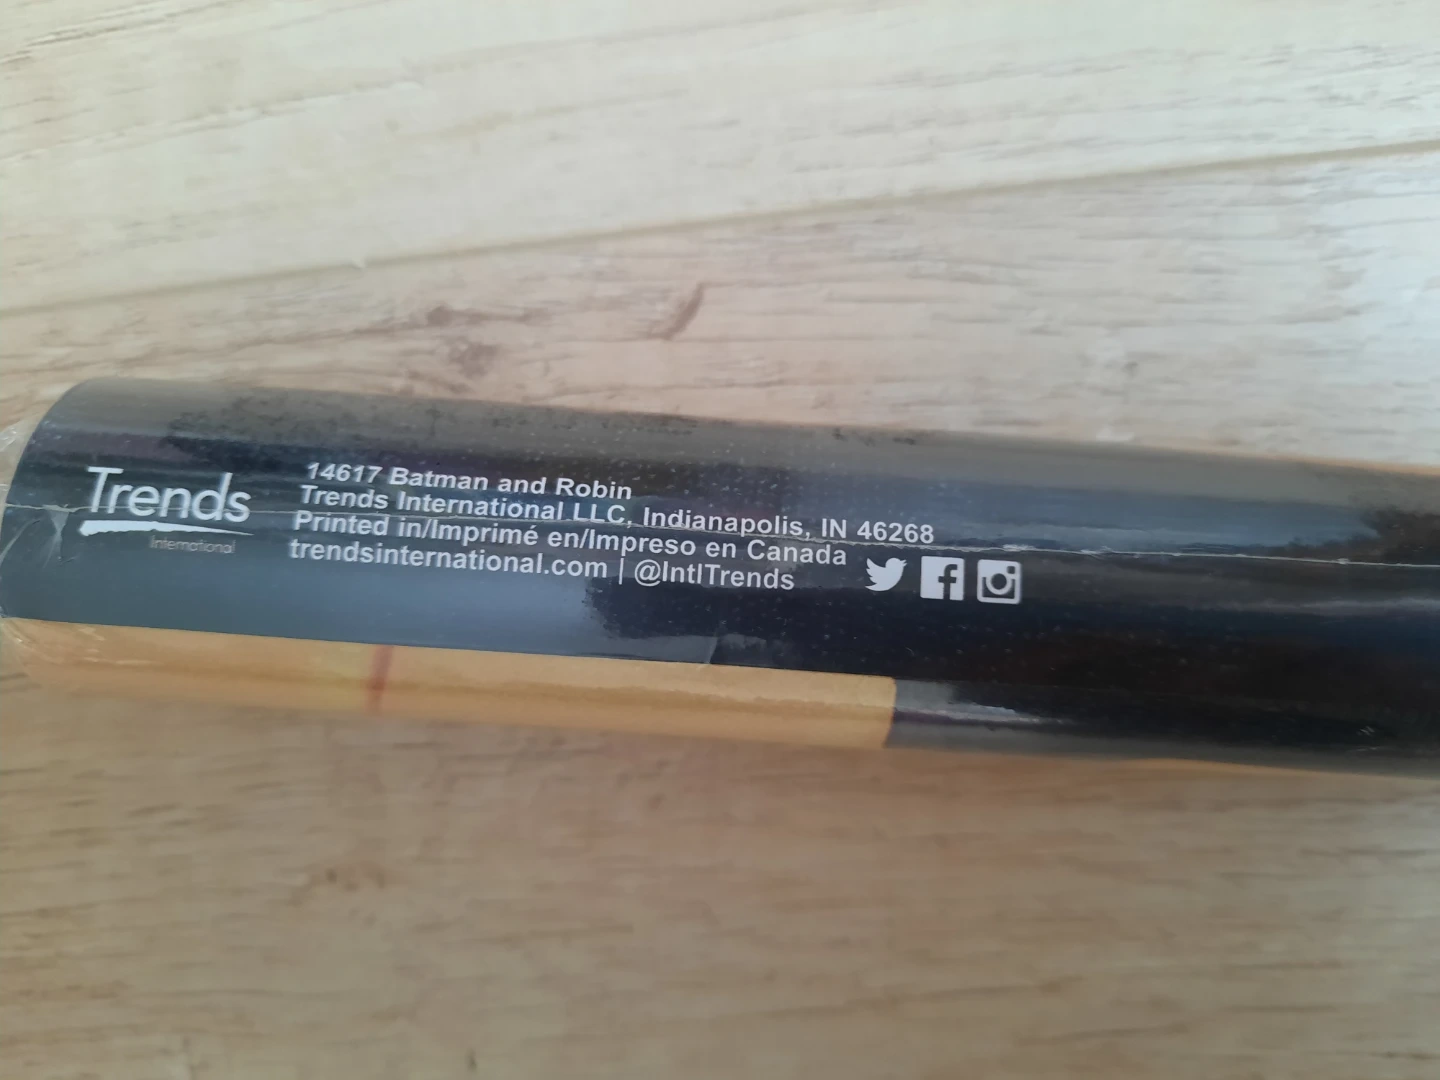 Trends
International
14617 Batman and Robin
Trends International LLC, Indianapolis, IN 46268
Printed in/Imprimé en/Impreso en Canada
trendsinternational.com | @IntlTrends